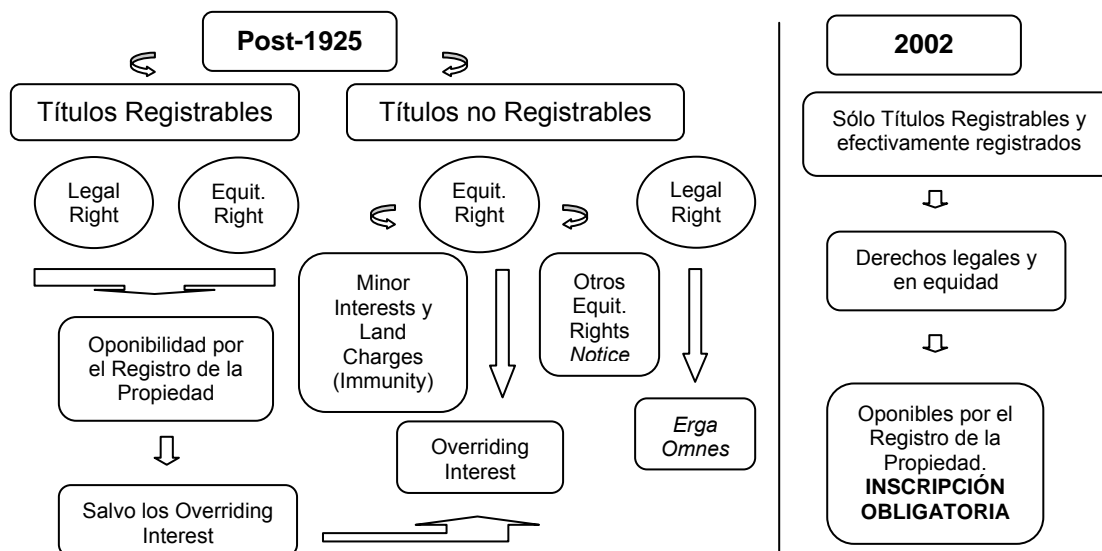 Post-1925
Títulos Registrables
Títulos no Registrables
Legal
Right
Equit.
Right
Equit.
Right
Legal
Right
Minor
Interests y
Land
Charges
(Immunity)
Otros
Equit.
Rights
Notice
Oponibilidad por
el Registro de la
Propiedad
Overriding
Interest
Erga
Omnes
Salvo los Overriding
Interest
2002
Sólo Títulos Registrables y
efectivamente registrados
Derechos legales y
en equidad
Oponibles por el
Registro de la
Propiedad.
INSCRIPCIÓN
OBLIGATORIA